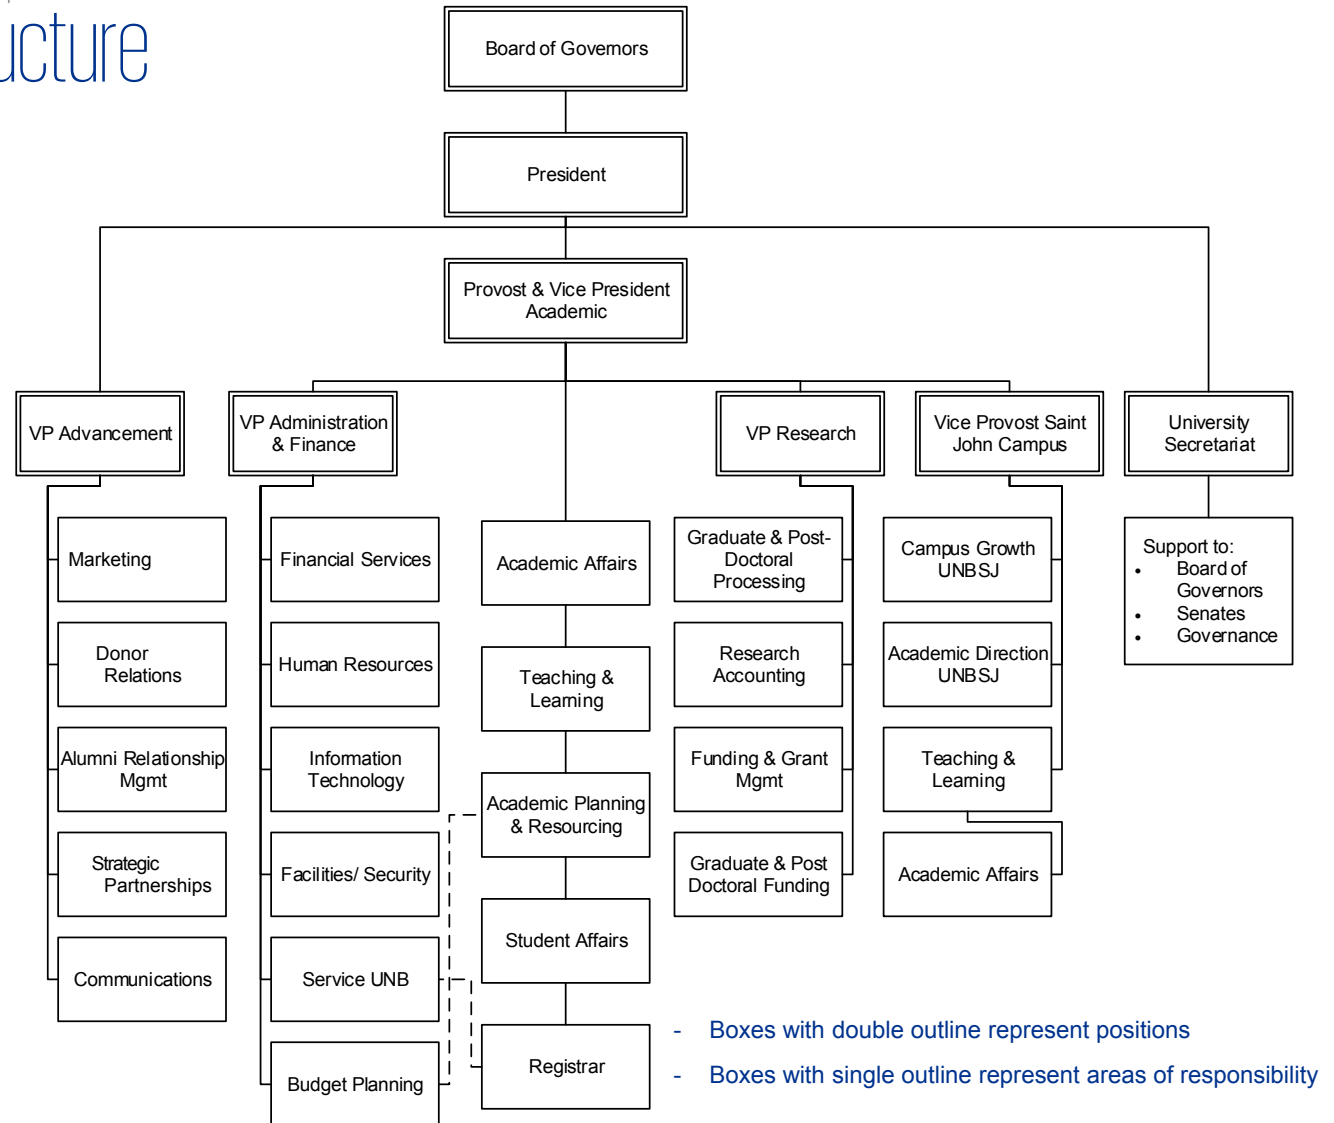 ucture
Board of Governors
President
Provost & Vice President
Academic
VP Advancement
VP Administration
& Finance
VP Research
Vice Provost Saint
John Campus
University
Secretariat
Marketing
Donor
Relations
Alumni Relationship
Mgmt
Strategic
Partnerships
Communications
Financial Services
Human Resources
Information
Technology
Facilities/ Security
Service UNB
Budget Planning
Academic Affairs
Teaching &
Learning
Academic Planning
& Resourcing
Student Affairs
Registrar
Graduate & Post-
Doctoral
Processing
Research
Accounting
Funding & Grant
Mgmt
Graduate & Post
Doctoral Funding
Campus Growth
UNBSJ
Academic Direction
UNBSJ
Teaching &
Learning
Academic Affairs
Support to:
• Board of
Governors
• Senates
• Governance
- Boxes with double outline represent positions
- Boxes with single outline represent areas of responsibility